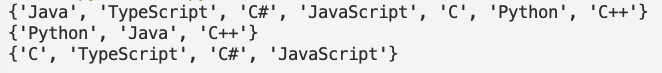 {'Java', 'TypeScript', 'C#', 'JavaScript', 'C', 'Python', 'C++'}
{'Python', 'Java', 'C++'}
{'C', 'TypeScript', 'C#', 'JavaScript'}